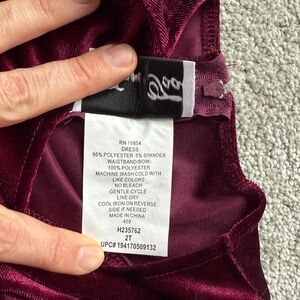 RN 16854
DRESS
95% POLYESTER 5% SPANDEX
WAISTBAND/BOW:
100% POLYESTER
MACHINE WASH COLD WITH
LIKE COLORS
NO BLEACH
GENTLE CYCLE
LINE DRY
COOL IRON ON REVERSE
SIDE IF NEEDED
MADE IN CHINA
459
H235762
2T
UPC# 194170509132